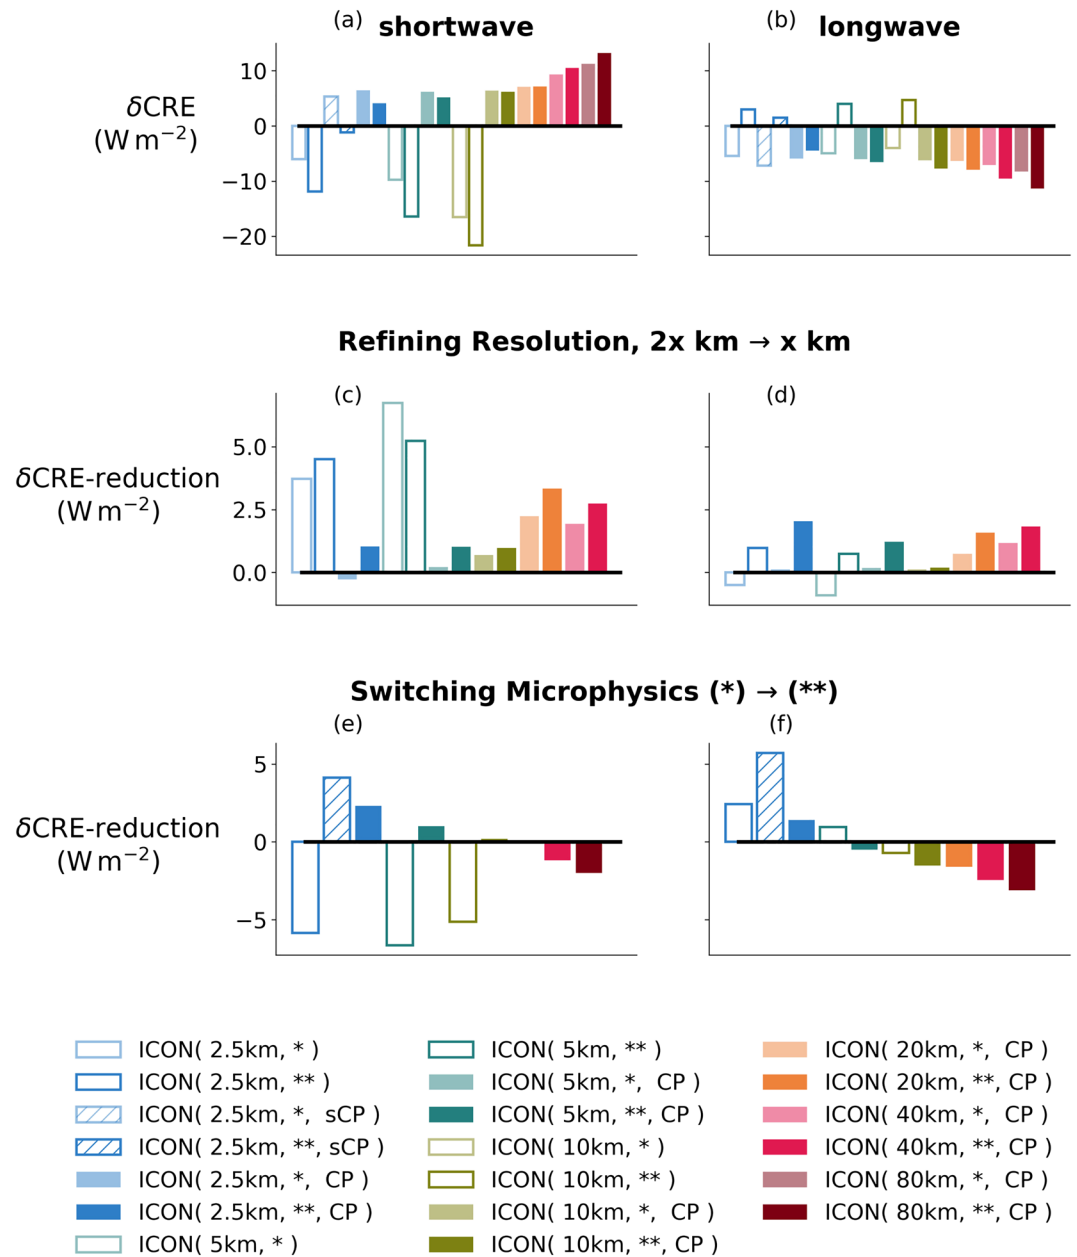 (a) shortwave
(b) longwave
10
0
−10
−20
δCRE
(W m−2)
Refining Resolution, 2x km → x km
(c)
(d)
5.0
2.5
0.0
δCRE-reduction
(W m−2)
Switching Microphysics (*) → (**)
(e)
(f)
5
0
−5
δCRE-reduction
(W m−2)
ICON( 2.5km, * )
ICON( 2.5km, ** )
ICON( 2.5km, *, sCP )
ICON( 2.5km, **, sCP )
ICON( 2.5km, *, CP )
ICON( 2.5km, **, CP )
ICON( 5km, * )
ICON( 5km, ** )
ICON( 5km, *, CP )
ICON( 5km, **, CP )
ICON( 10km, * )
ICON( 10km, ** )
ICON( 10km, *, CP )
ICON( 10km, **, CP )
ICON( 20km, *, CP )
ICON( 20km, **, CP )
ICON( 40km, *, CP )
ICON( 40km, **, CP )
ICON( 80km, *, CP )
ICON( 80km, **, CP )